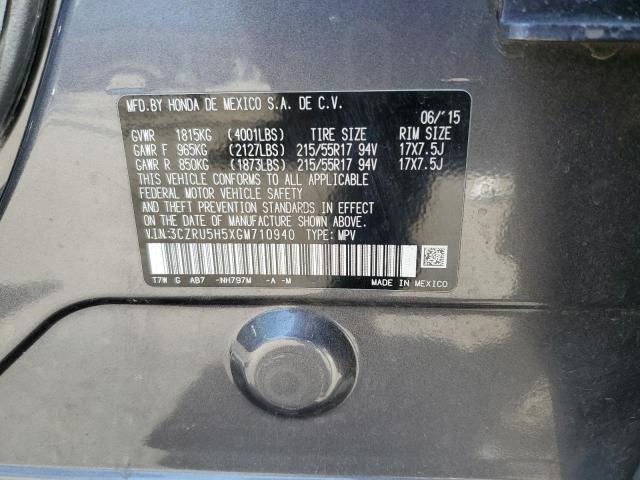 MFD.BY HONDA DE MEXICO S.A. DE C.V.
06/'15
GVWR 1815KG (4001LBS) TIRE SIZE RIM SIZE
GAWR F 965KG (2127LBS) 215/55R17 94V 17X7.5J
GAWR R 850KG (1873LBS) 215/55R17 94V 17X7.5J
THIS VEHICLE CONFORMS TO ALL APPLICABLE
FEDERAL MOTOR VEHICLE SAFETY
AND THEFT PREVENTION STANDARDS IN EFFECT
ON THE DATE OF MANUFACTURE SHOWN ABOVE.
V.IN:3CZRU5H5XGM710940 TYPE: MPV
T7W G AB7 -NH797M -A -M MADE IN MEXICO